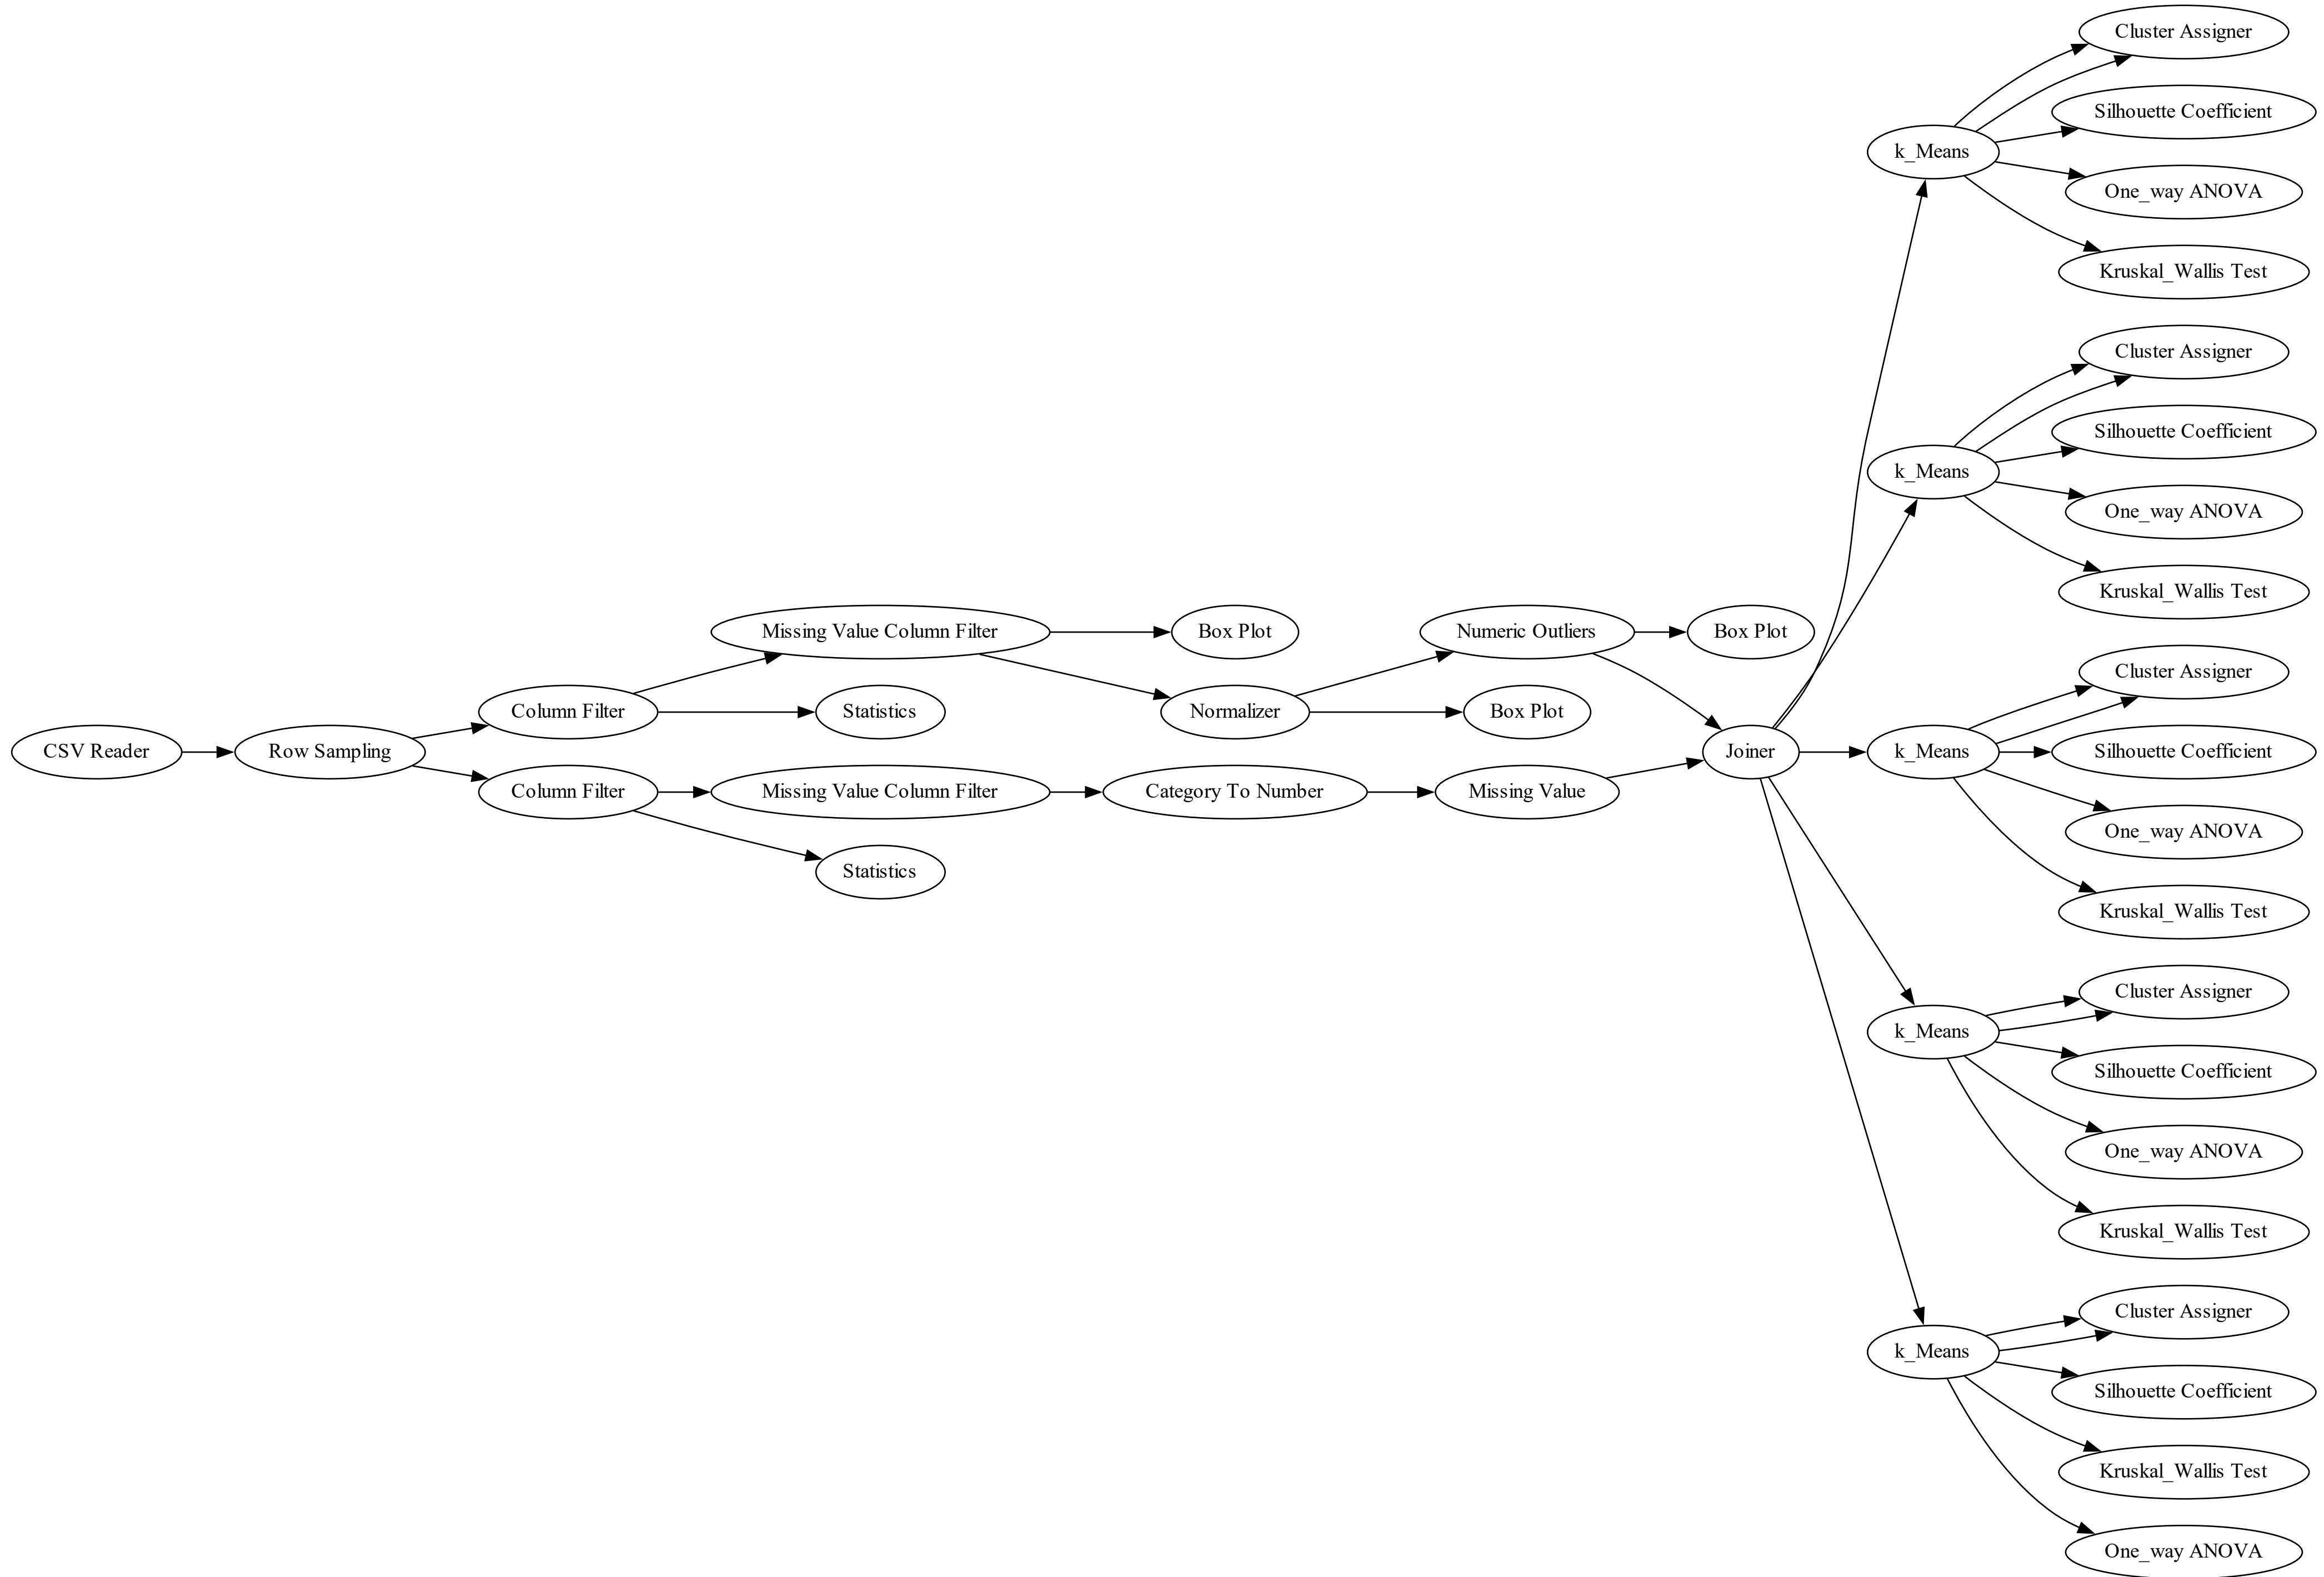 Cluster Assigner
Silhouette Coefficient
k_Means
One_way ANOVA
Kruskal_Wallis Test
Cluster Assigner
Silhouette Coefficient
k_Means
One_way ANOVA
Kruskal_Wallis Test
Missing Value Column Filter
Box Plot
Numeric Outliers
Box Plot
Cluster Assigner
Column Filter
Statistics
Normalizer
Box Plot
CSV Reader
Row Sampling
Joiner
k_Means
Silhouette Coefficient
Column Filter
Missing Value Column Filter
Category To Number
Missing Value
One_way ANOVA
Statistics
Kruskal_Wallis Test
Cluster Assigner
k_Means
Silhouette Coefficient
One_way ANOVA
Kruskal_Wallis Test
Cluster Assigner
k_Means
Silhouette Coefficient
Kruskal_Wallis Test
One_way ANOVA